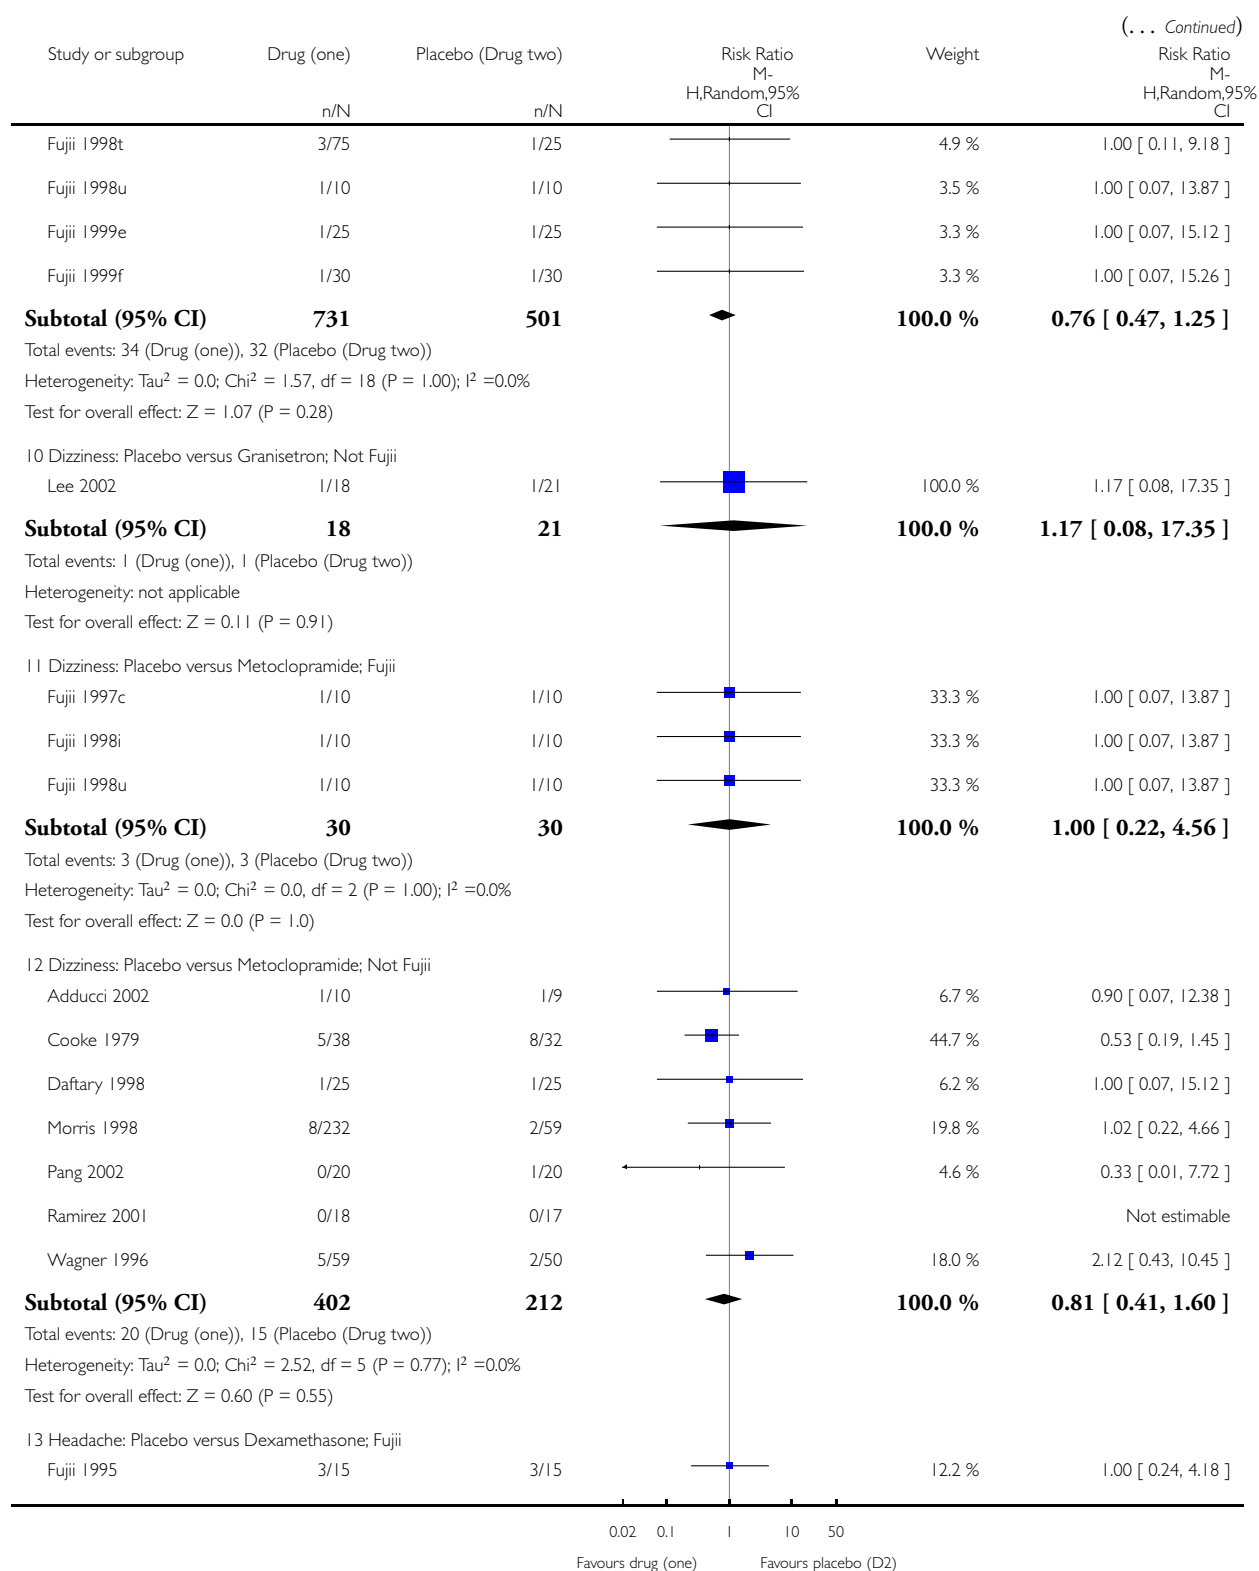 (... Continued)
Study or subgroup Drug (one) Placebo (Drug two) Risk Ratio Weight Risk Ratio
M- M-
H,Random,95% H,Random,95%
n/N n/N CI CI
Fujii 1998t 3/75 1/25 4.9 % 1.00 [ 0.11, 9.18 ]
Fujii 1998u 1/10 1/10 3.5 % 1.00 [ 0.07, 13.87 ]
Fujii 1999e 1/25 1/25 3.3 % 1.00 [ 0.07, 15.12 ]
Fujii 1999f 1/30 1/30 3.3 % 1.00 [ 0.07, 15.26 ]
Subtotal (95% CI) 731 501 100.0 % 0.76 [ 0.47, 1.25 ]
Total events: 34 (Drug (one)), 32 (Placebo (Drug two))
Heterogeneity: Tau² = 0.0; Chi² = 1.57, df = 18 (P = 1.00); I² =0.0%
Test for overall effect: Z = 1.07 (P = 0.28)
10 Dizziness: Placebo versus Granisetron; Not Fujii
Lee 2002 1/18 1/21 100.0 % 1.17 [ 0.08, 17.35 ]
Subtotal (95% CI) 18 21 100.0 % 1.17 [ 0.08, 17.35 ]
Total events: 1 (Drug (one)), 1 (Placebo (Drug two))
Heterogeneity: not applicable
Test for overall effect: Z = 0.11 (P = 0.91)
11 Dizziness: Placebo versus Metoclopramide; Fujii
Fujii 1997c 1/10 1/10 33.3 % 1.00 [ 0.07, 13.87 ]
Fujii 1998i 1/10 1/10 33.3 % 1.00 [ 0.07, 13.87 ]
Fujii 1998u 1/10 1/10 33.3 % 1.00 [ 0.07, 13.87 ]
Subtotal (95% CI) 30 30 100.0 % 1.00 [ 0.22, 4.56 ]
Total events: 3 (Drug (one)), 3 (Placebo (Drug two))
Heterogeneity: Tau² = 0.0; Chi² = 0.0, df = 2 (P = 1.00); I² =0.0%
Test for overall effect: Z = 0.0 (P = 1.0)
12 Dizziness: Placebo versus Metoclopramide; Not Fujii
Adducci 2002 1/10 1/9 6.7 % 0.90 [ 0.07, 12.38 ]
Cooke 1979 5/38 8/32 44.7 % 0.53 [ 0.19, 1.45 ]
Daftary 1998 1/25 1/25 6.2 % 1.00 [ 0.07, 15.12 ]
Morris 1998 8/232 2/59 19.8 % 1.02 [ 0.22, 4.66 ]
Pang 2002 0/20 1/20 4.6 % 0.33 [ 0.01, 7.72 ]
Ramirez 2001 0/18 0/17 Not estimable
Wagner 1996 5/59 2/50 18.0 % 2.12 [ 0.43, 10.45 ]
Subtotal (95% CI) 402 212 100.0 % 0.81 [ 0.41, 1.60 ]
Total events: 20 (Drug (one)), 15 (Placebo (Drug two))
Heterogeneity: Tau² = 0.0; Chi² = 2.52, df = 5 (P = 0.77); I² =0.0%
Test for overall effect: Z = 0.60 (P = 0.55)
13 Headache: Placebo versus Dexamethasone; Fujii
Fujii 1995 3/15 3/15 12.2 % 1.00 [ 0.24, 4.18 ]
0.02 0.1 1 10 50
Favours drug (one) Favours placebo (D2)